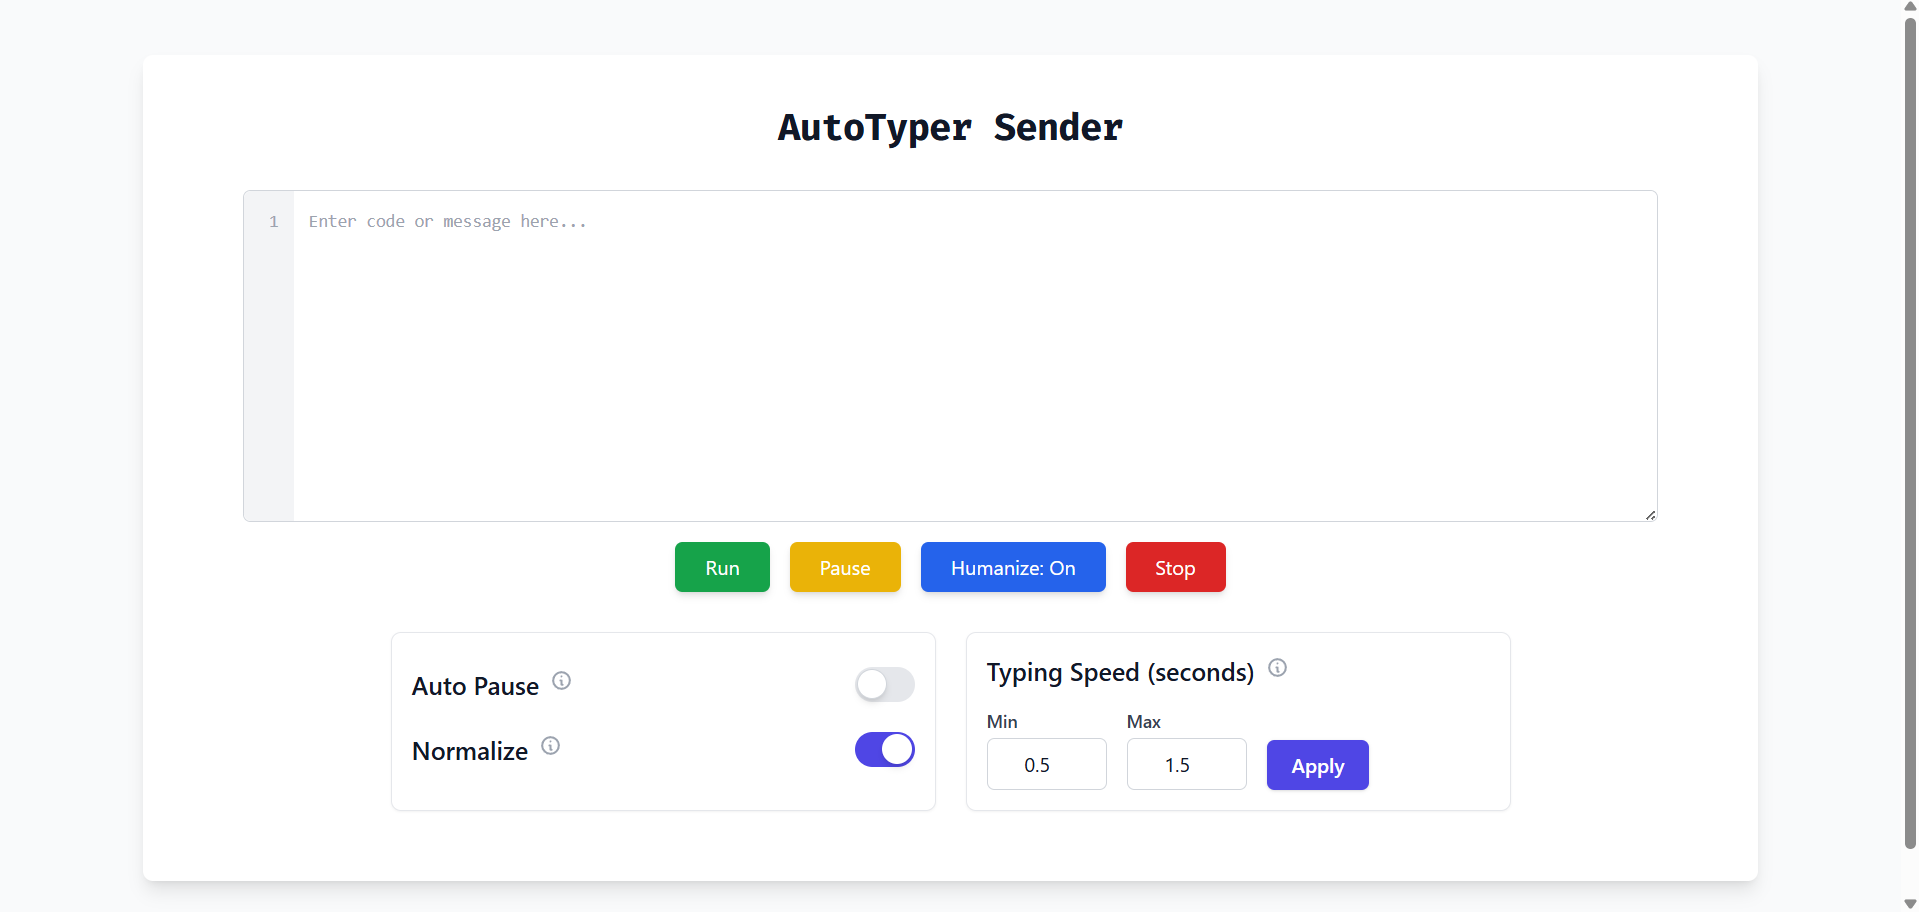 AutoTyper Sender
1 Enter code or message here...
Run Pause Humanize: On Stop
Auto Pause
Normalize
Typing Speed (seconds)
Min Max
0.5 1.5 Apply